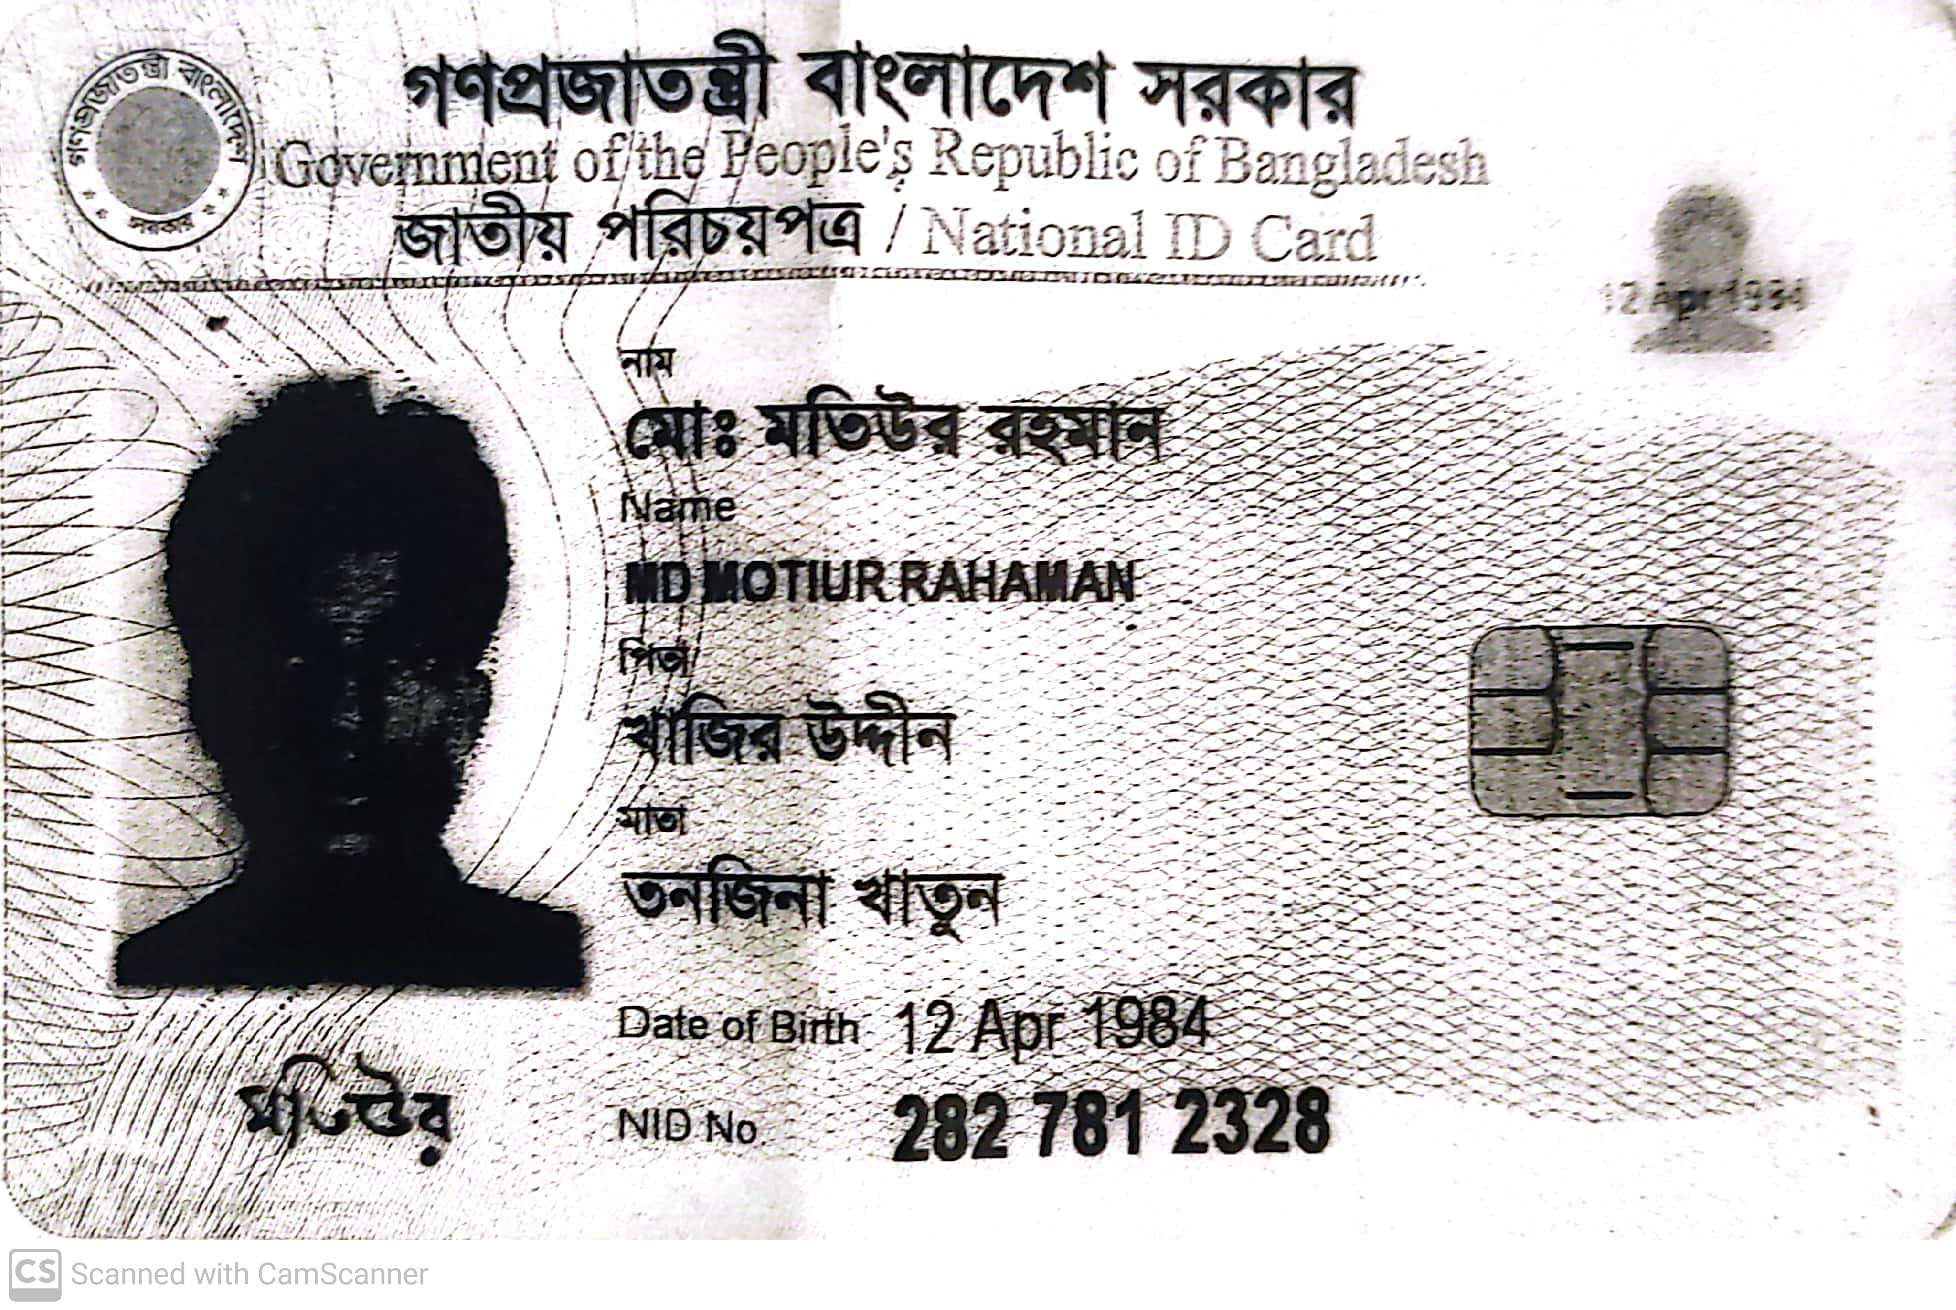 গণপ্রজাতন্ত্রী বাংলাদেশ সরকার
গণপ্রজাতন্ত্রী বাংলাদেশ সরকার
Government of the People's Republic of Bangladesh
জাতীয় পরিচয়পত্র / National ID Card
12 Apr 1984
নাম
মোঃ মতিউর রহমান
Name
MD MOTIUR RAHAMAN
পিতা
খাজির উদ্দীন
মাতা
তনজিনা খাতুন
Date of Birth 12 Apr 1984
মতিউর
NID No. 282 781 2328
CS Scanned with CamScanner